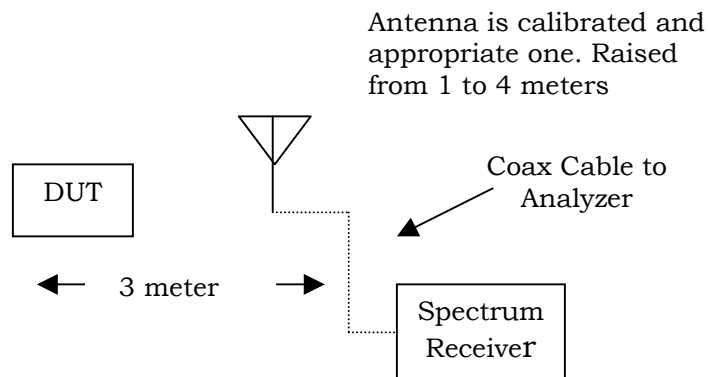 Antenna is calibrated and
appropriate one. Raised
from 1 to 4 meters
DUT
Coax Cable to
Analyzer
3 meter
Spectrum
Receiver